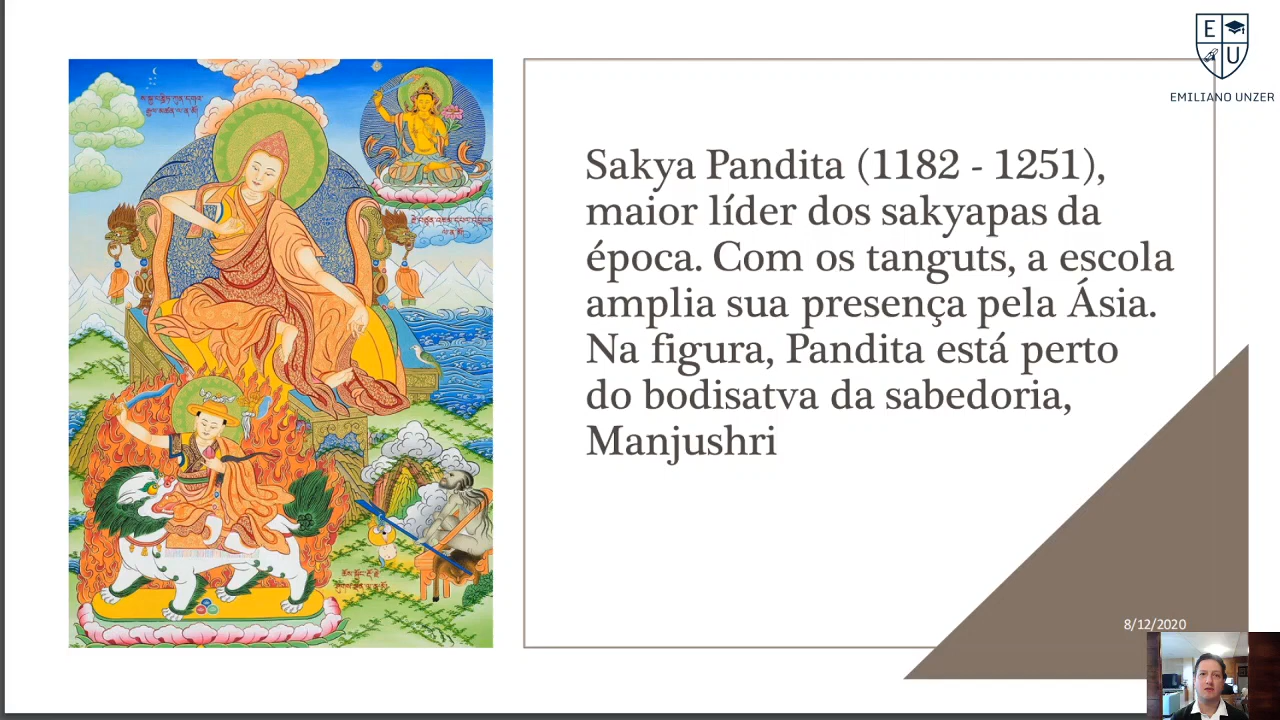 E
U
EMILIANO UNZER
Sakya Pandita (1182 - 1251),
maior líder dos sakyapas da
época. Com os tanguts, a escola
amplia sua presença pela Ásia.
Na figura, Pandita está perto
do bodisatva da sabedoria,
Manjushri
8/12/2020